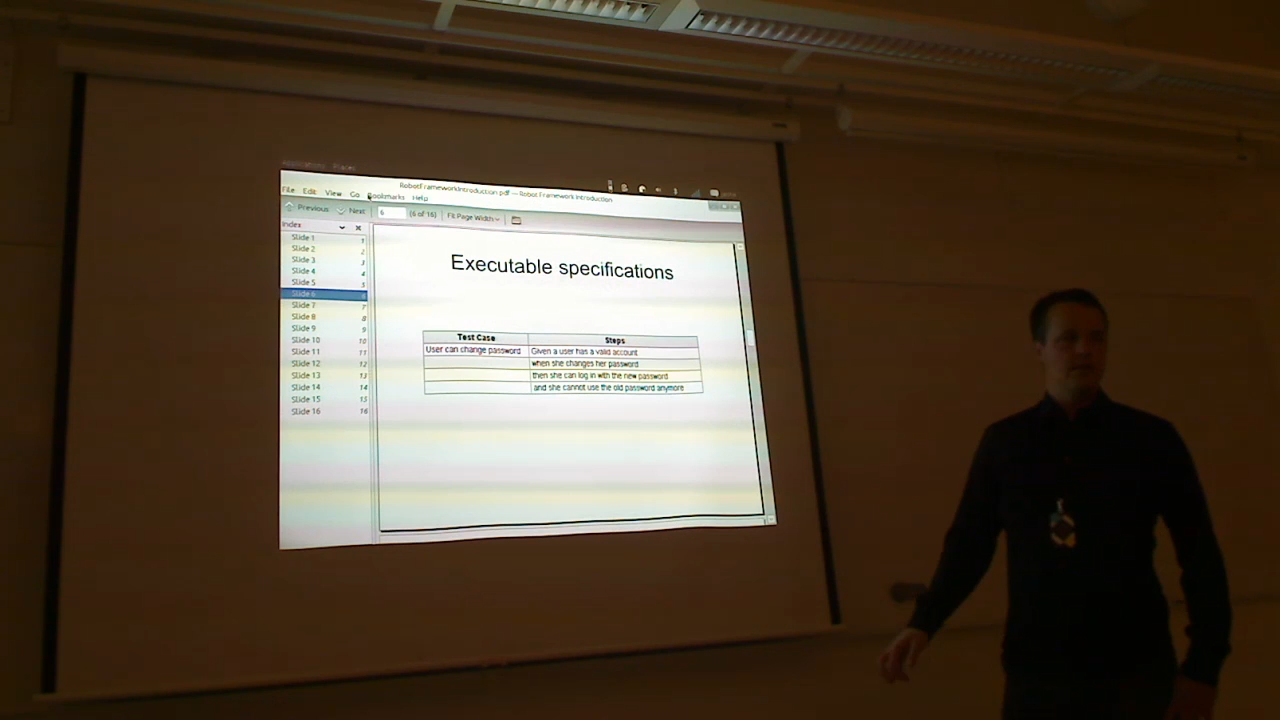 Applications Places
RobotFrameworkIntroduction.pdf — Robot Framework Introduction
File Edit View Go Bookmarks Help
Previous Next 6 (6 of 16) Fit Page Width
Index
Slide 1 1
Slide 2 2
Slide 3 3
Slide 4 4
Slide 5 5
Slide 6 6
Slide 7 7
Slide 8 8
Slide 9 9
Slide 10 10
Slide 11 11
Slide 12 12
Slide 13 13
Slide 14 14
Slide 15 15
Slide 16 16
Executable specifications
Test Case Steps
User can change password Given a user has a valid account
when she changes her password
then she can log in with the new password
and she cannot use the old password anymore